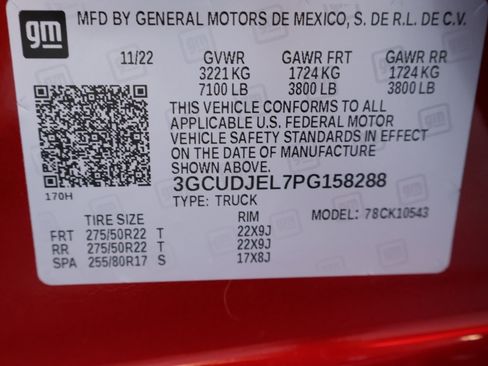 gm
MFD BY GENERAL MOTORS DE MEXICO, S. DE R.L. DE C.V.
11/22 GVWR GAWR FRT GAWR RR
3221 KG 1724 KG 1724 KG
7100 LB 3800 LB 3800 LB
THIS VEHICLE CONFORMS TO ALL
APPLICABLE U.S. FEDERAL MOTOR
VEHICLE SAFETY STANDARDS IN EFFECT
ON THE DATE OF MANUFACTURE
SHOWN ABOVE.
170H
3GCUDJEL7PG158288
TYPE: TRUCK MODEL: 78CK10543
TIRE SIZE RIM
FRT 275/50R22 T 22X9J
RR 275/50R22 T 22X9J
SPA 255/80R17 S 17X8J